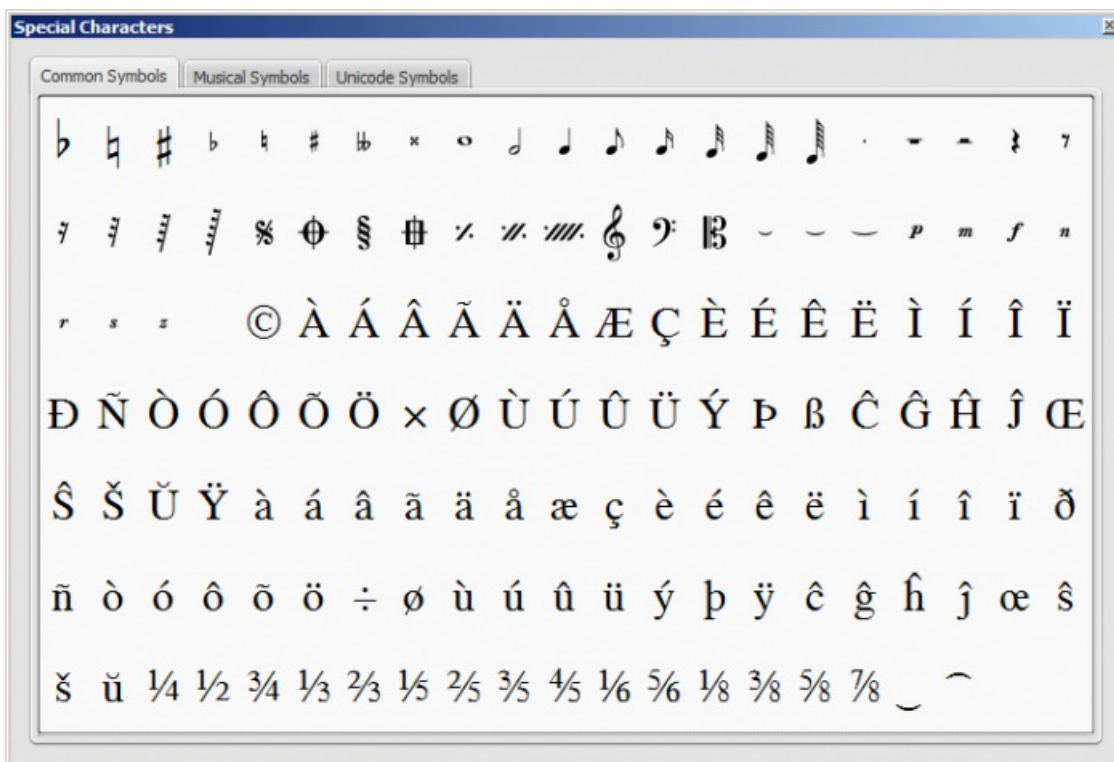 Special Characters
Common Symbols Musical Symbols Unicode Symbols
♭ ♮ ♯ ♭ ♮ ♯ 𝄫 𝄪 𝅝 𝅗𝅥 𝅘𝅥 𝅘𝅥𝅮 𝅘𝅥𝅯 𝅘𝅥𝅰 𝅘𝅥𝅱 𝅘𝅥𝅲 . 𝄻 𝄼 𝄽 𝄾
𝄿 𝅀 𝅁 𝅂 𝄋 𝄌 § 𝄎 𝄏 𝄞 𝄢 𝄡 ‿ ‿ ‿ p m f n
r s z © À Á Â Ã Ä Å Æ Ç È É Ê Ë Ì Í Î Ï
Ð Ñ Ò Ó Ô Õ Ö × Ø Ù Ú Û Ü Ý Þ ß Ĉ Ĝ Ĥ Ĵ Œ
Ŝ Š Ŭ Ÿ à á â ã ä å æ ç è é ê ë ì í î ï ð
ñ ò ó ô õ ö ÷ ø ù ú û ü ý þ ÿ ĉ ĝ ĥ ĵ œ ŝ
š ŭ ¼ ½ ¾ ⅓ ⅔ ⅕ ⅖ ⅗ ⅘ ⅙ ⅚ ⅛ ⅜ ⅝ ⅞ ‿ ⁀